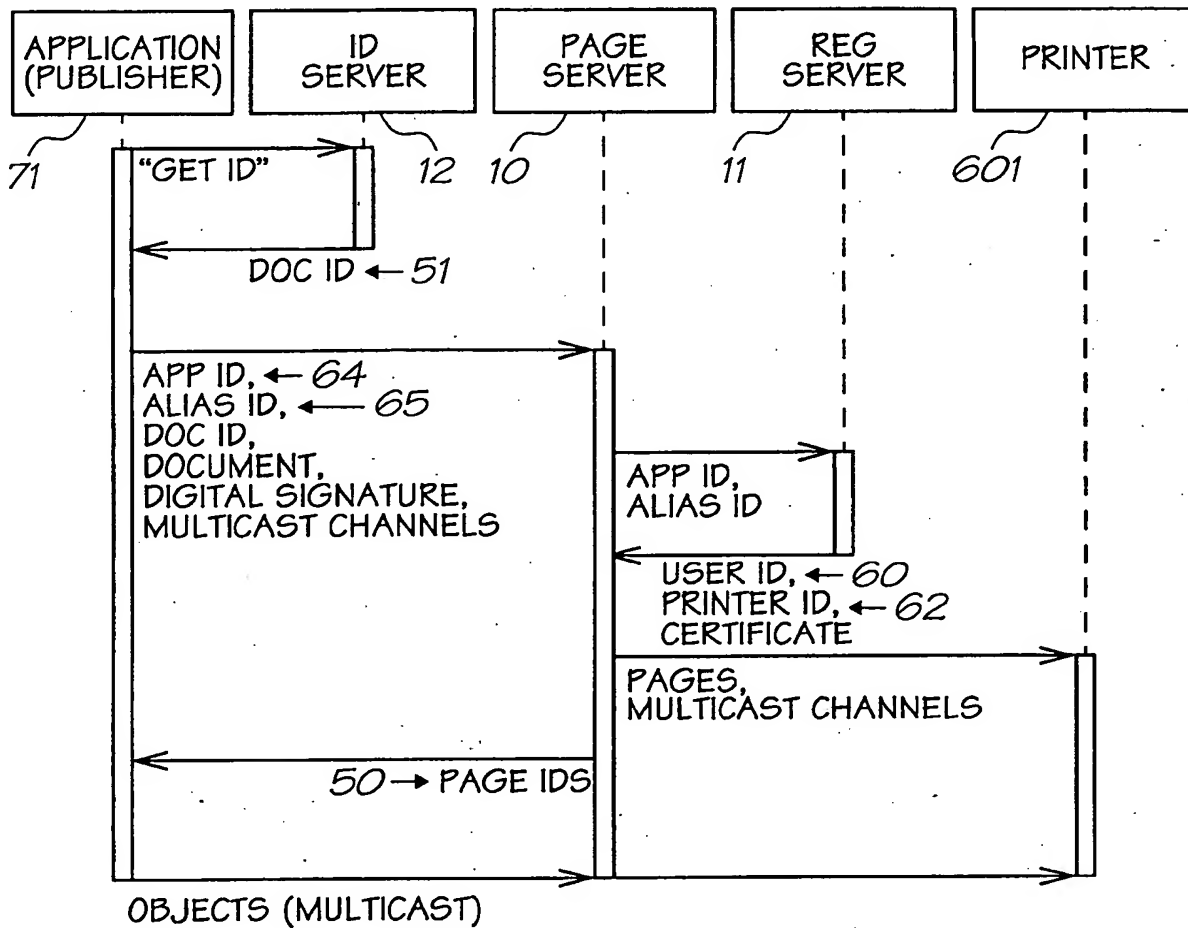 APPLICATION
(PUBLISHER)
ID
SERVER
PAGE
SERVER
REG
SERVER
PRINTER
71
12
10
11
601
"GET ID"
DOC ID ← 51
APP ID, ← 64
ALIAS ID, ← 65
DOC ID,
DOCUMENT,
DIGITAL SIGNATURE,
MULTICAST CHANNELS
APP ID,
ALIAS ID
USER ID, ← 60
PRINTER ID, ← 62
CERTIFICATE
PAGES,
MULTICAST CHANNELS
50 → PAGE IDS
OBJECTS (MULTICAST)